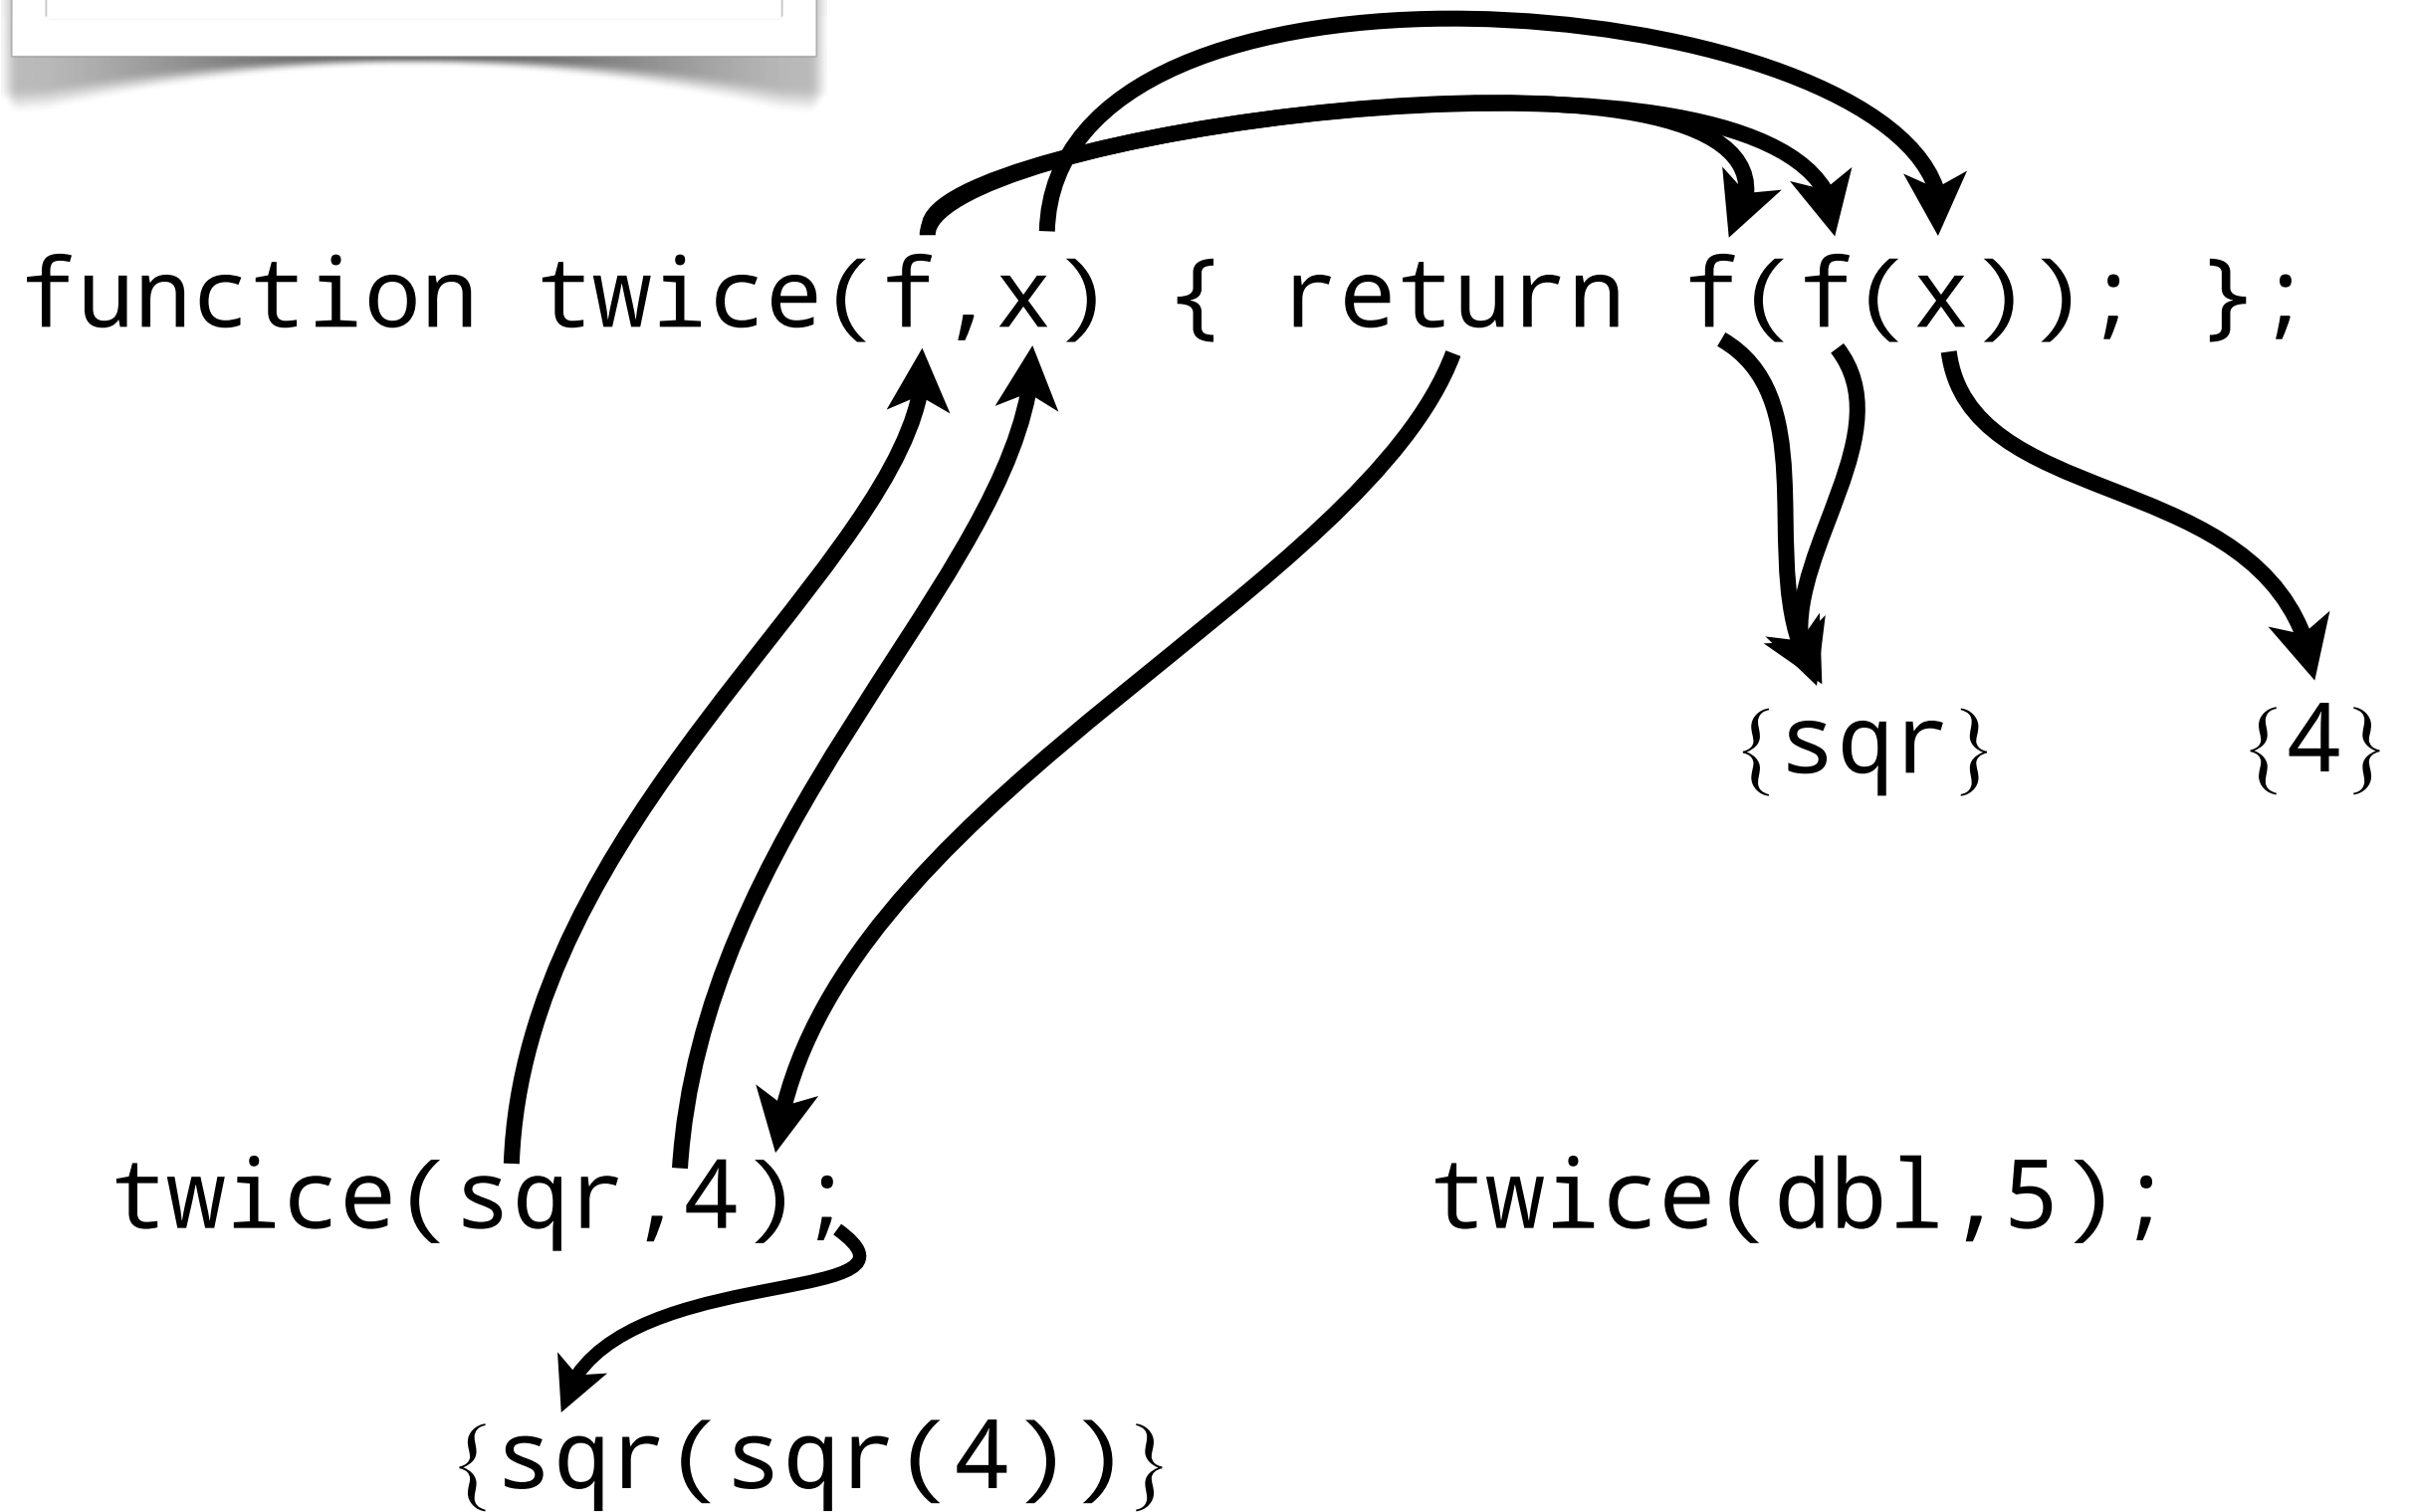 function twice(f,x) { return f(f(x)); };
{sqr} {4}
twice(sqr,4); twice(dbl,5);
{sqr(sqr(4))}